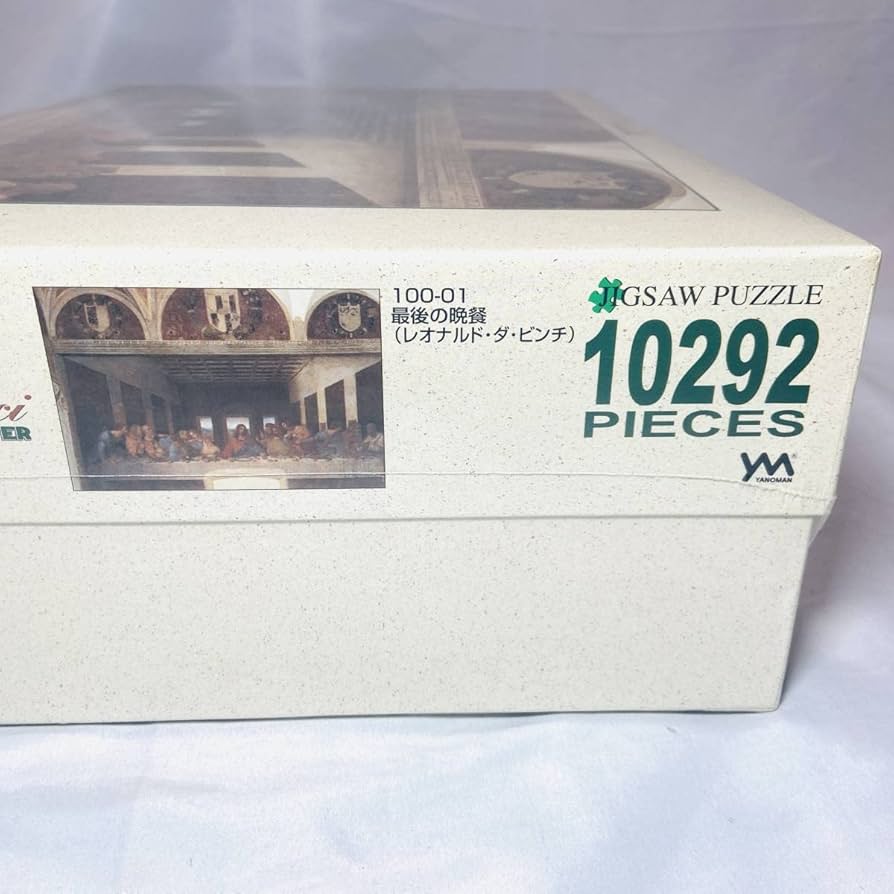 100-01
最後の晩餐
(レオナルド・ダ・ビンチ)
JIGSAW PUZZLE
10292
PIECES
YM®
YANOMAN